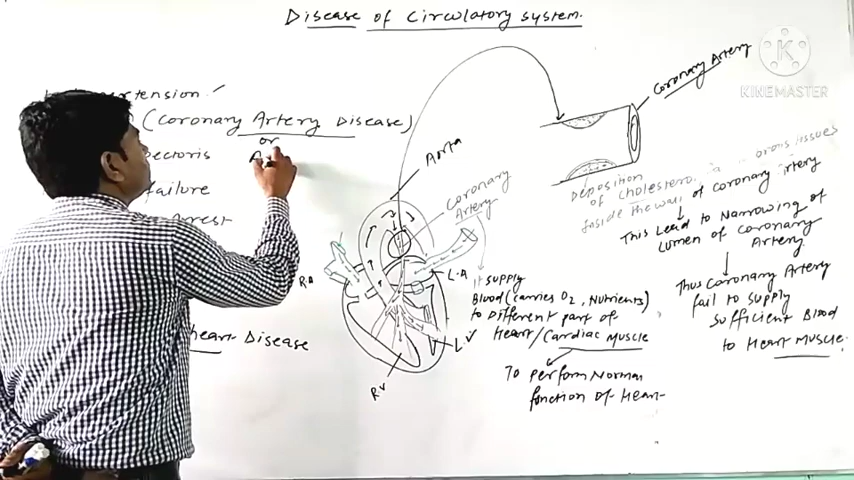 Disease of Circulatory system.
(Coronary Artery Disease)
or
pectoris
failure
Arrest
heart Disease
Aorta
Coronary
Artery
R.A
L.A
L.V
RV
It supply
Blood (carries O2, Nutrients)
to Different part of
Heart/Cardiac Muscle
To perform Normal
function of Heart
Coronary Artery
Deposition
of cholesterol
Inside the wall of coronary artery
This Lead to Narrowing of
Lumen of Coronary
Artery
Thus Coronary Artery
fail to supply
sufficient Blood
to Heart Muscle.
K
KINEMASTER